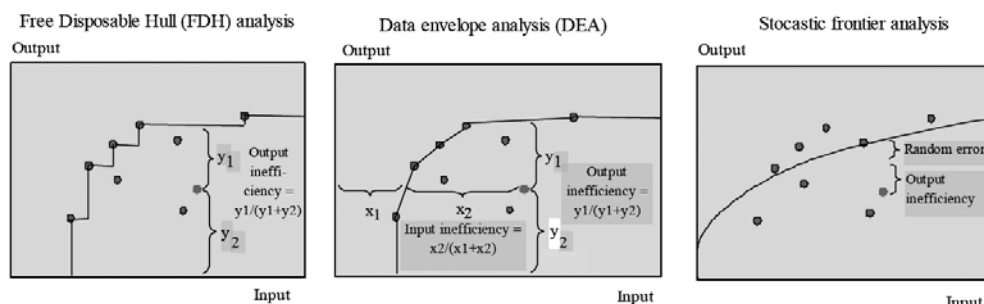 Free Disposable Hull (FDH) analysis
Output
y1
Output
ineffi-
ciency =
y1/(y1+y2)
y2
Input
Data envelope analysis (DEA)
Output
y1
Output
inefficiency =
y1/(y1+y2)
x1
x2
Input inefficiency =
x2/(x1+x2)
y2
Input
Stocastic frontier analysis
Output
Random error
Output
inefficiency
Input